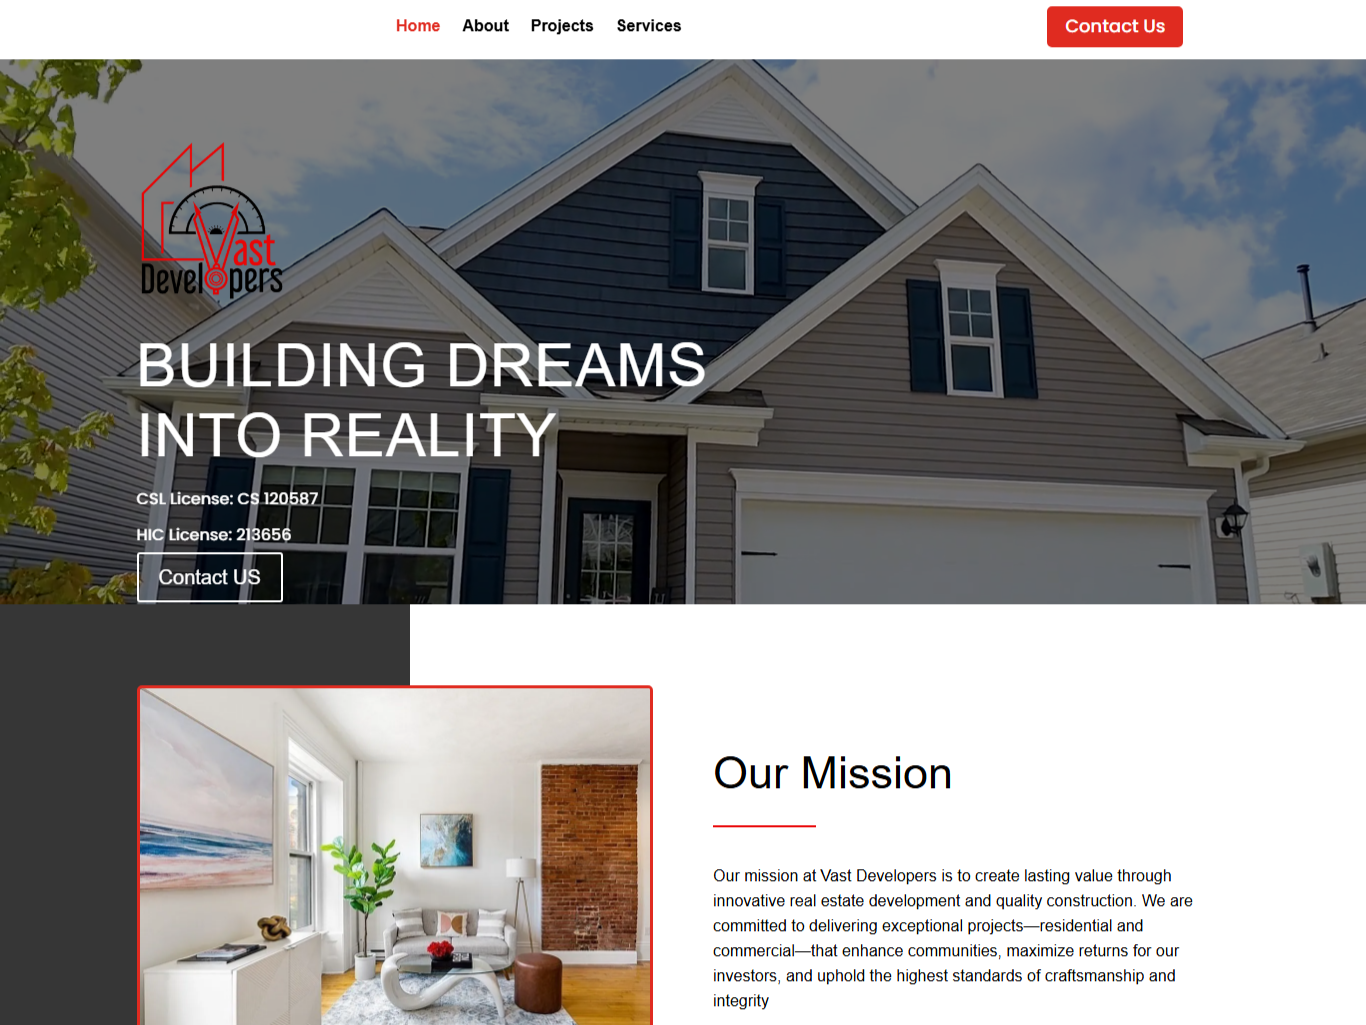 Home About Projects Services Contact Us
Vast
Developers
BUILDING DREAMS
INTO REALITY
CSL License: CS 120587
HIC License: 213656
Contact US
Our Mission
Our mission at Vast Developers is to create lasting value through
innovative real estate development and quality construction. We are
committed to delivering exceptional projects—residential and
commercial—that enhance communities, maximize returns for our
investors, and uphold the highest standards of craftsmanship and
integrity